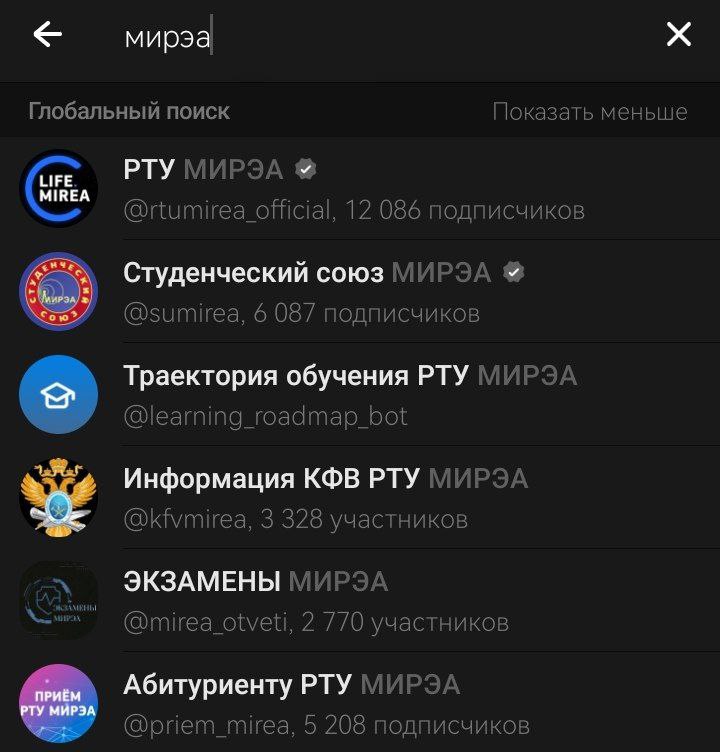 мирэа
Глобальный поиск
Показать меньше
LIFE.
MIREA
РТУ МИРЭА
@rtumirea_official, 12 086 подписчиков
СТУДЕНЧЕСКИЙ
МИРЭА
СОЮЗ
Студенческий союз МИРЭА
@sumirea, 6 087 подписчиков
Траектория обучения РТУ МИРЭА
@learning_roadmap_bot
Информация КФВ РТУ МИРЭА
@kfvmirea, 3 328 участников
ЭКЗАМЕНЫ
МИРЭА
ЭКЗАМЕНЫ МИРЭА
@mirea_otveti, 2 770 участников
ПРИЁМ
РТУ МИРЭА
Абитуриенту РТУ МИРЭА
@priem_mirea, 5 208 подписчиков